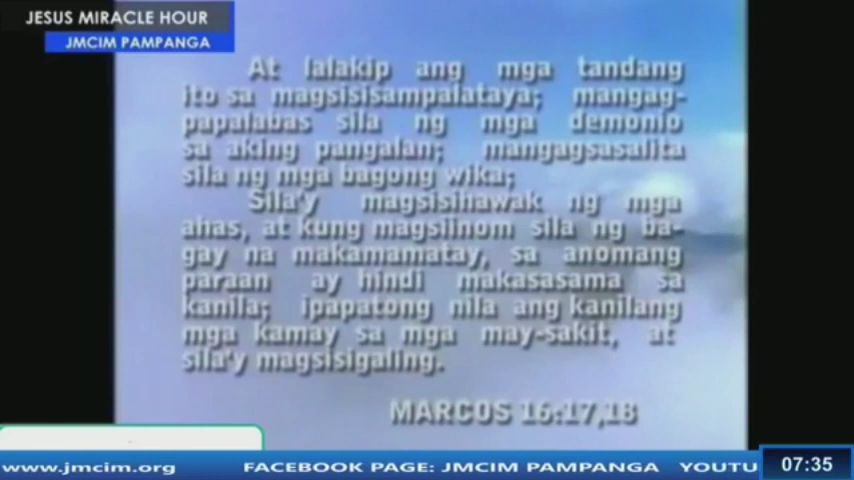 JESUS MIRACLE HOUR
JMCIM PAMPANGA
At lalakip ang mga tandang
ito sa magsisisampalataya; mangag-
papalabas sila ng mga demonio
sa aking pangalan; mangagsasalita
sila ng mga bagong wika;
Sila'y magsisihawak ng mga
ahas, at kung magsiinom sila ng ba-
gay na makamamatay, sa anomang
paraan ay hindi makasasama sa
kanila; ipapatong nila ang kanilang
mga kamay sa mga may-sakit, at
sila'y magsisigaling.
MARCOS 16:17,18
www.jmcim.org FACEBOOK PAGE: JMCIM PAMPANGA YOUTU
07:35